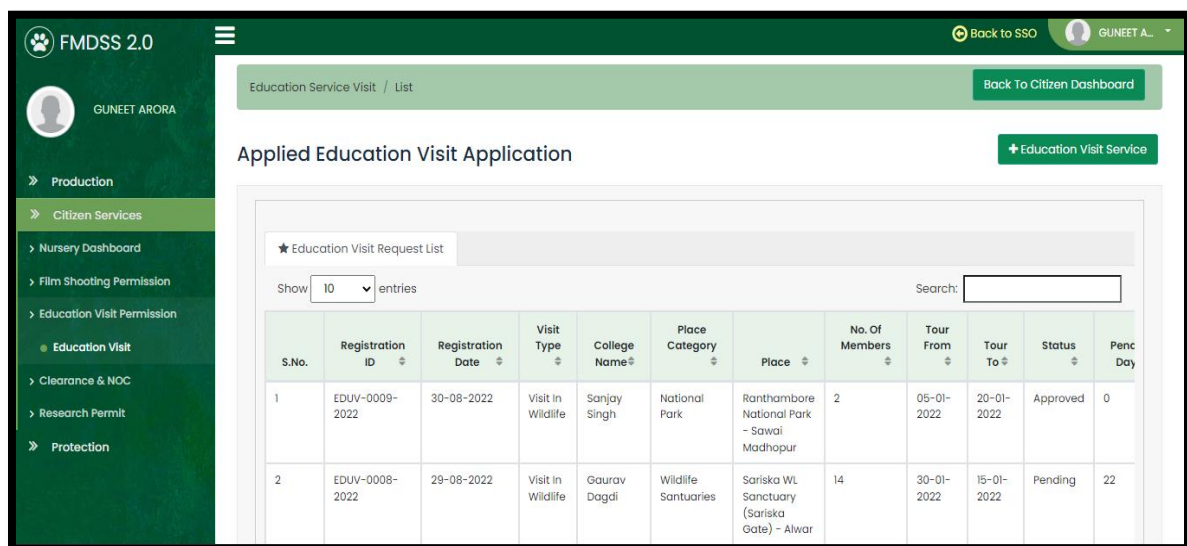 FMDSS 2.0
Back to SSO
GUNEET A...
GUNEET ARORA
Production
Citizen Services
Nursery Dashboard
Film Shooting Permission
Education Visit Permission
Education Visit
Clearance & NOC
Research Permit
Protection
Education Service Visit / List
Back To Citizen Dashboard
Applied Education Visit Application
+Education Visit Service
Education Visit Request List
Show 10 entries
Search:
S.No. Registration ID Registration Date Visit Type College Name Place Category Place No. Of Members Tour From Tour To Status Pend Day
1 EDUV-0009-2022 30-08-2022 Visit In Wildlife Sanjay Singh National Park Ranthambore National Park - Sawai Madhopur 2 05-01-2022 20-01-2022 Approved 0
2 EDUV-0008-2022 29-08-2022 Visit In Wildlife Gaurav Dagdi Wildlife Santuaries Sariska WL Sanctuary (Sariska Gate) - Alwar 14 30-01-2022 15-01-2022 Pending 22